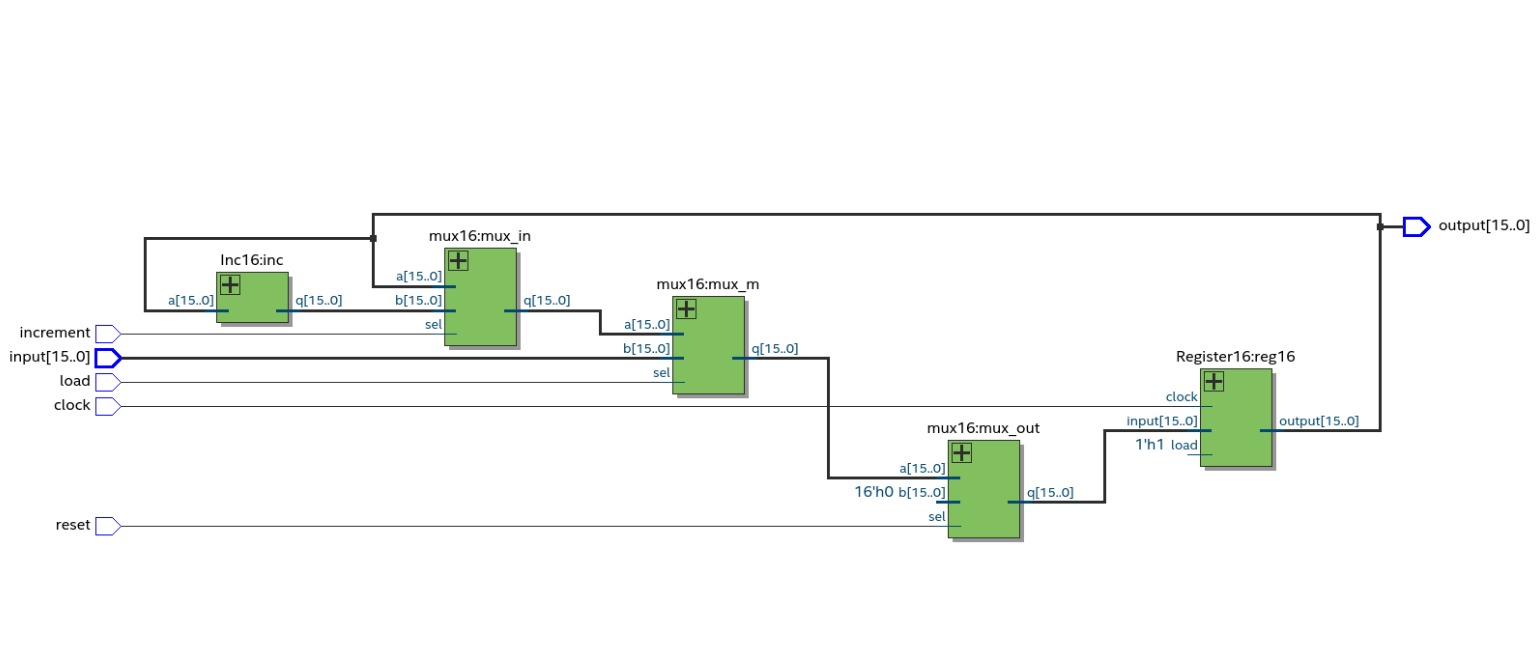 output[15..0]
mux16:mux_in
Inc16:inc
a[15..0]
mux16:mux_m
a[15..0] q[15..0]
b[15..0] q[15..0]
sel
a[15..0]
increment
input[15..0]
b[15..0] q[15..0]
Register16:reg16
load
sel
clock
clock
input[15..0] output[15..0]
mux16:mux_out
1'h1 load
a[15..0]
16'h0 b[15..0] q[15..0]
sel
reset